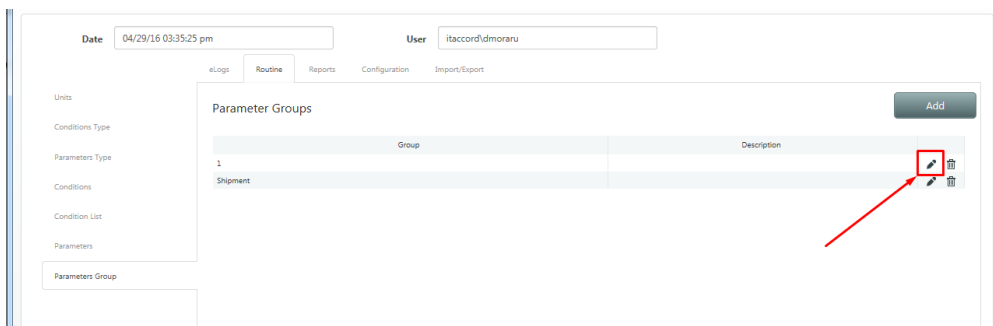 Date 04/29/16 03:35:25 pm User itaccord\dmoraru
eLogs Routine Reports Configuration Import/Export
Units
Parameter Groups Add
Conditions Type
Group Description
Parameters Type
1
Shipment
Conditions
Condition List
Parameters
Parameters Group